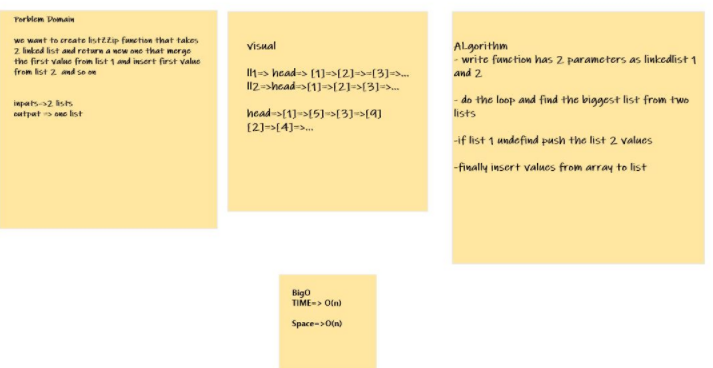 Porblem Domain
we want to create listZZip function that takes
2 linked list and return a new one that merge
the first value from list 1 and insert first value
from list 2 and so on
inputs->2 lists
output => one list
visual
ll1=> head=> [1]=>[2]=>=[3]=>...
ll2=>head=>[1]=>[2]=>[3]=>...
head=>[1]=>[5]=>[3]=>[9]
[2]=>[4]=>...
ALgorithm
- write function has 2 parameters as linkedlist 1
and 2
- do the loop and find the biggest list from two
lists
-if list 1 undefind push the list 2 values
-finally insert values from array to list
BigO
TIME=> O(n)
Space=>O(n)